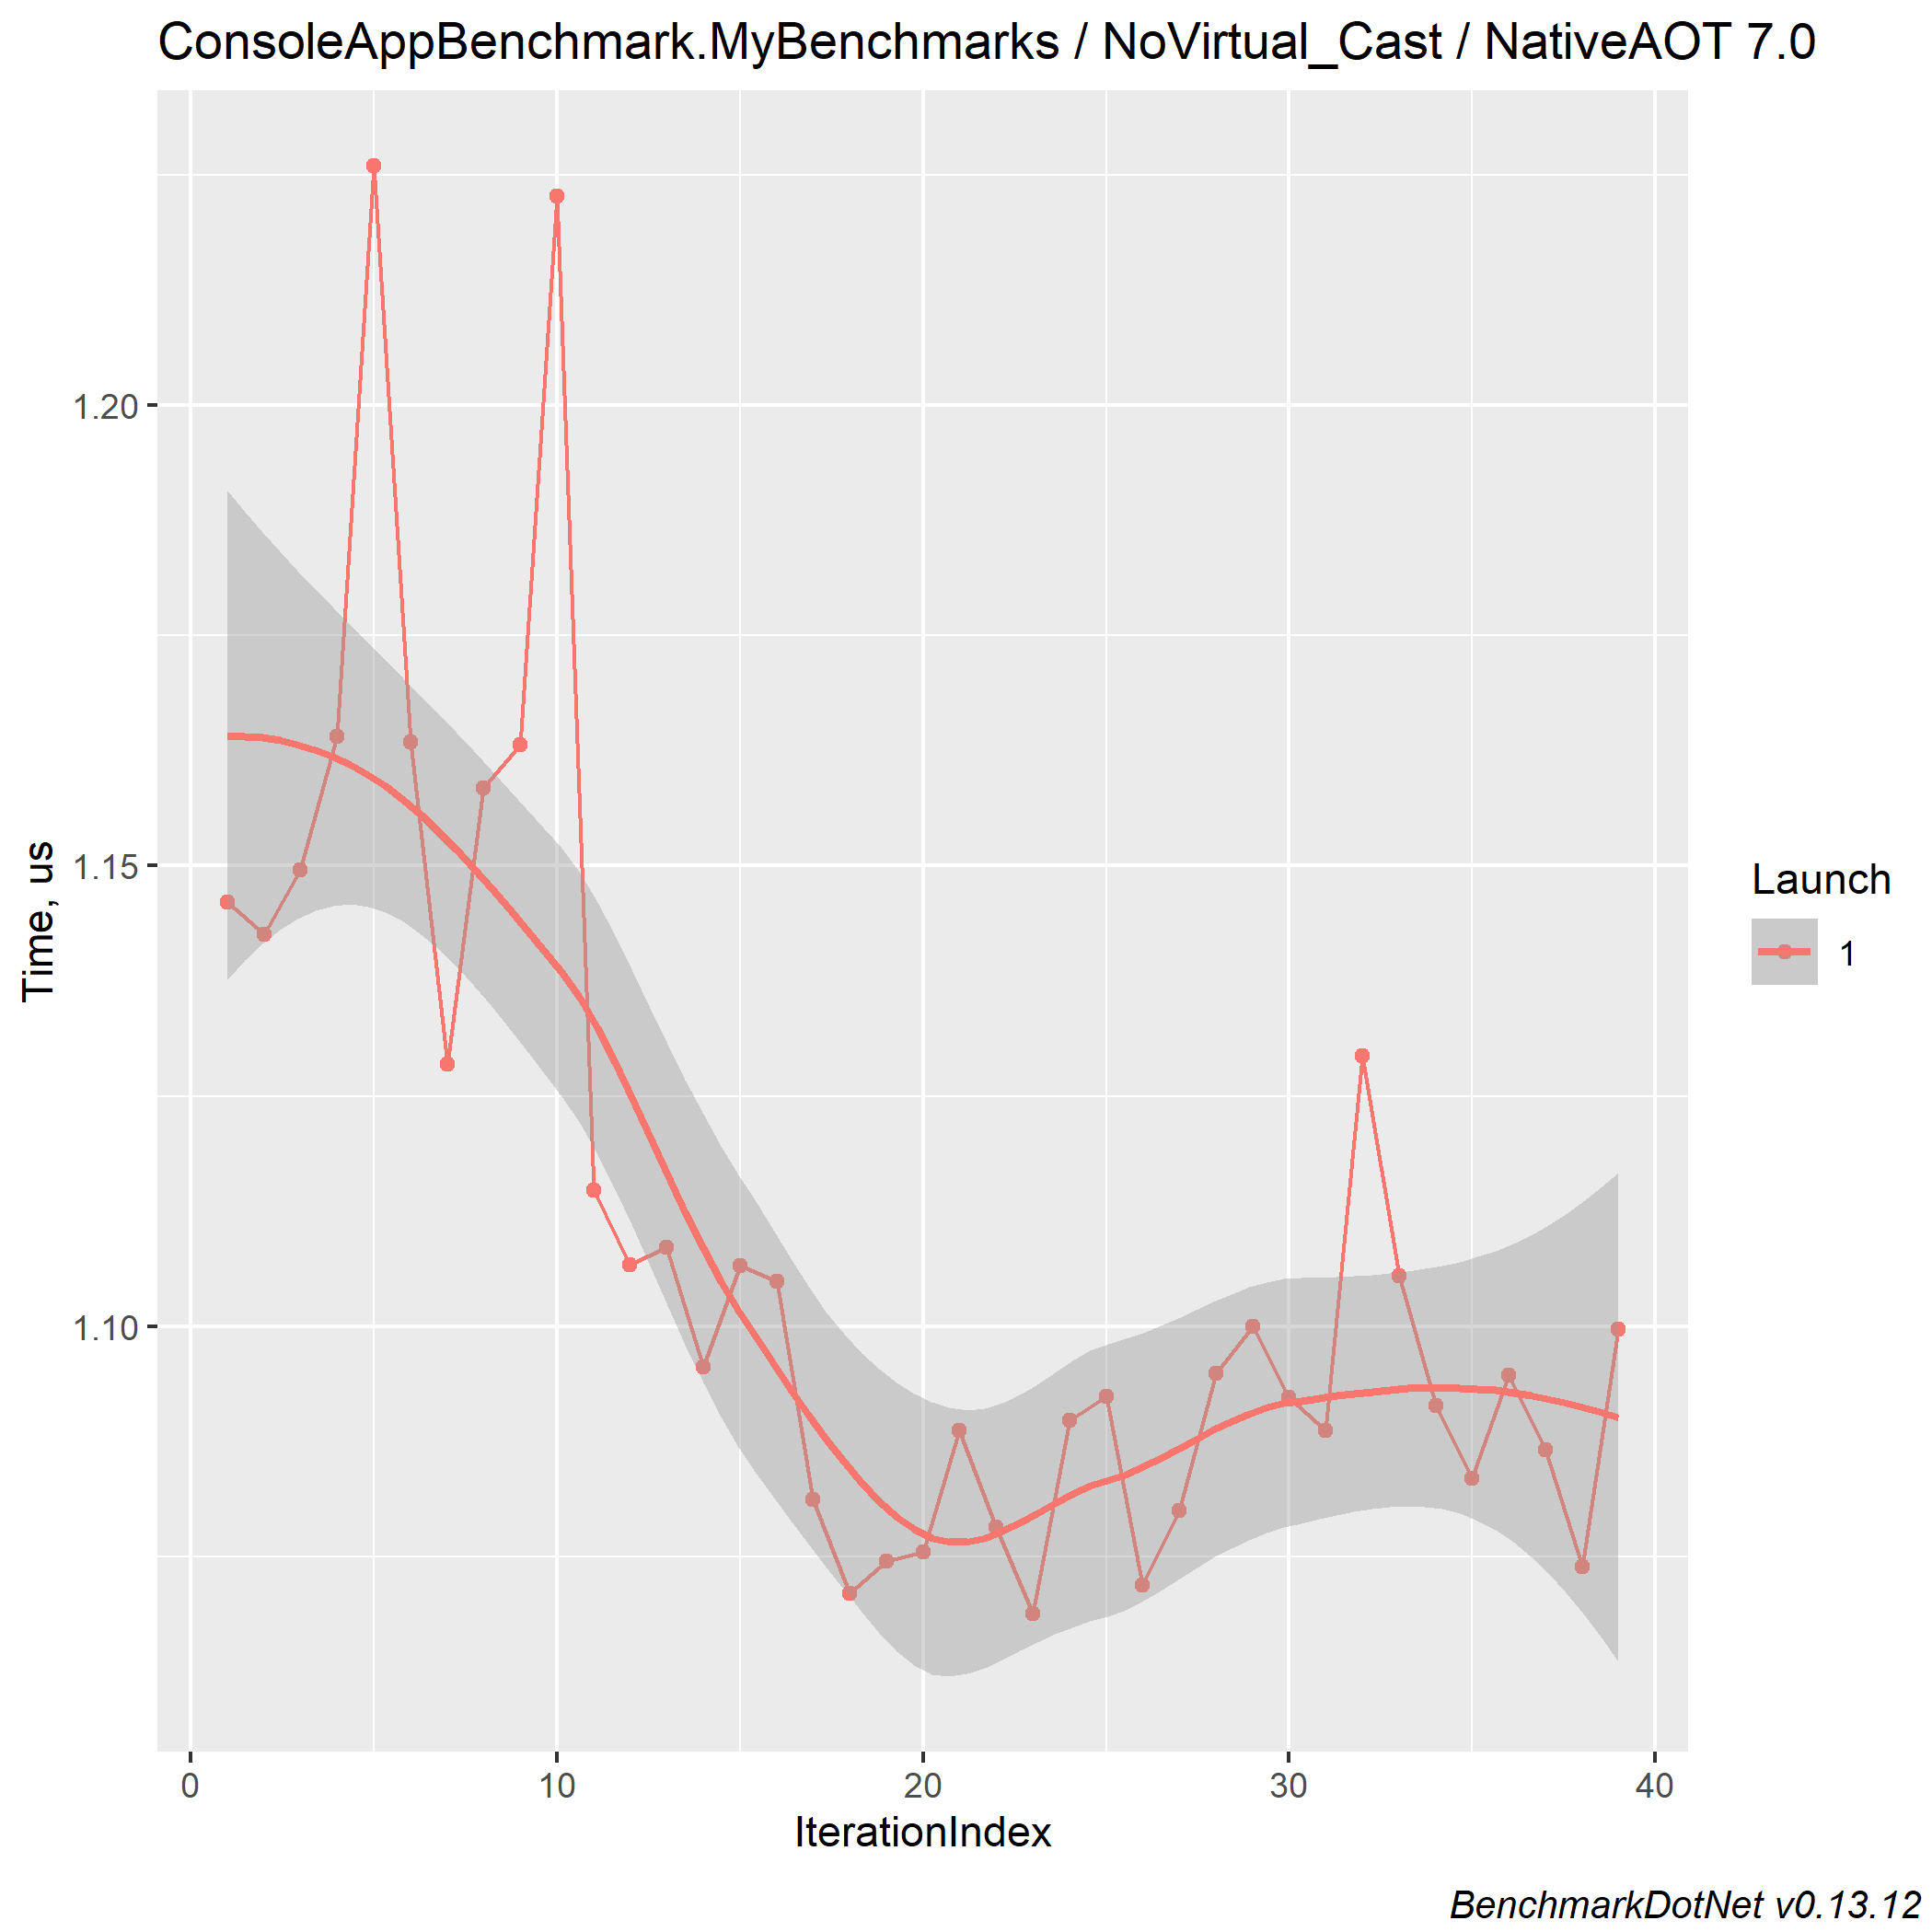 ConsoleAppBenchmark.MyBenchmarks / NoVirtual_Cast / NativeAOT 7.0
1.20
1.15
1.10
Time, us
0 10 20 30 40
IterationIndex
Launch
1
BenchmarkDotNet v0.13.12